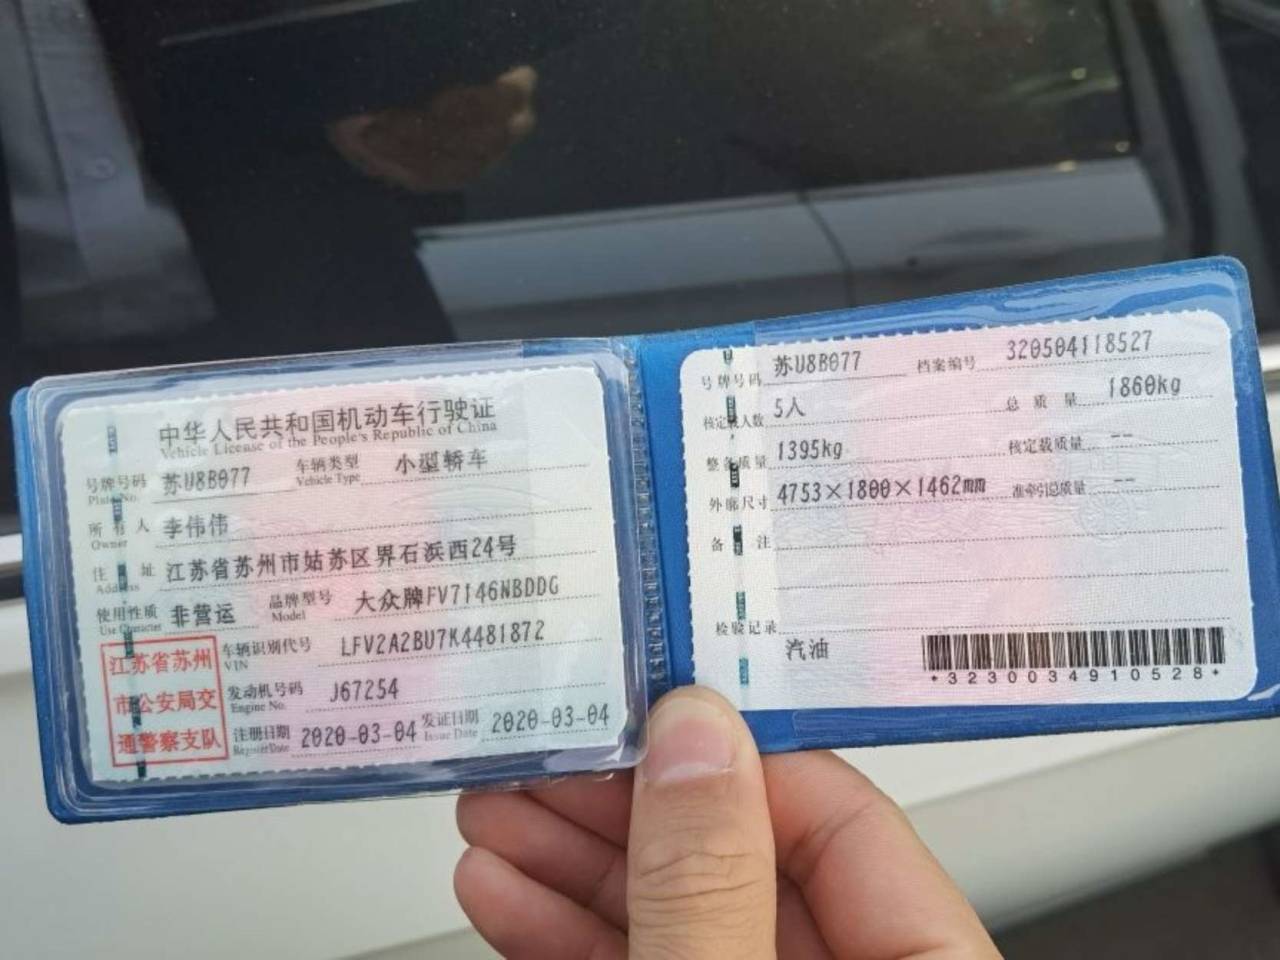 中华人民共和国机动车行驶证
Vehicle License of the People's Republic of China
号牌号码 苏U8B077 车辆类型 小型轿车
Plate No. Vehicle Type
所有人 李伟伟
Owner
住址 江苏省苏州市姑苏区界石浜西24号
Address
使用性质 非营运 品牌型号 大众牌FV7146NBDDG
Use Character Model
江苏省苏州
市公安局交
通警察支队
车辆识别代号 LFV2A2BU7K4481872
VIN
发动机号码 J67254
Engine No.
注册日期 2020-03-04 发证日期 2020-03-04
Register Date Issue Date
号牌号码 苏U8B077 档案编号 320504118527
核定载人数 5人 总质量 1860kg
整备质量 1395kg 核定载质量 --
外廓尺寸 4753×1800×1462mm 准牵引总质量 --
备注
检验记录
汽油
*3230034910528*